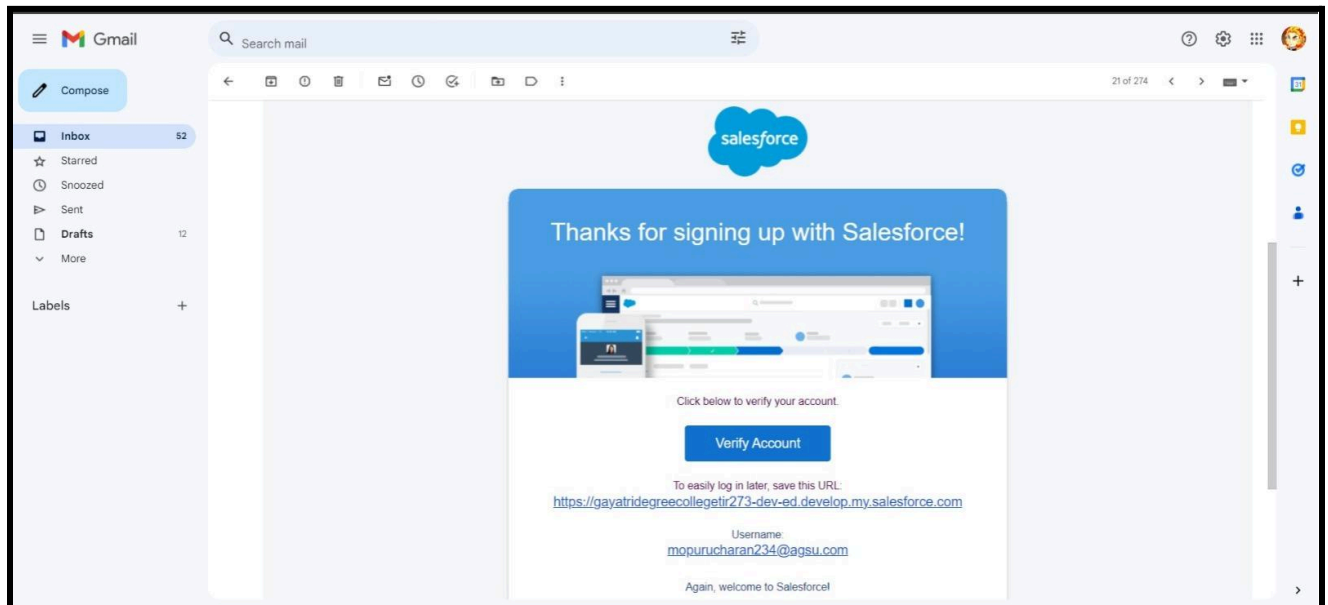 Gmail
Search mail
Compose
21 of 274
Inbox 52
Starred
Snoozed
Sent
Drafts 12
More
Labels
31
salesforce
Thanks for signing up with Salesforce!
Click below to verify your account.
Verify Account
To easily log in later, save this URL:
https://gayatridegreecollegetir273-dev-ed.develop.my.salesforce.com
Username:
mopurucharan234@agsu.com
Again, welcome to Salesforce!